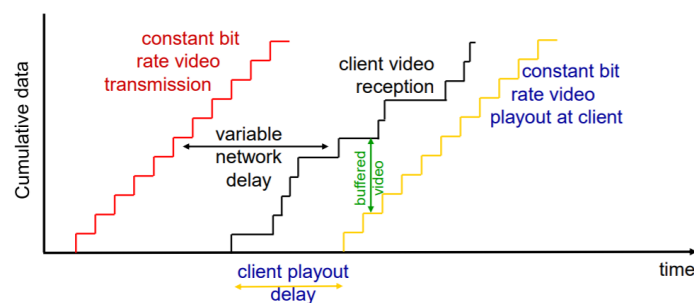 constant bit
rate video
transmission
client video
reception
constant bit
rate video
playout at client
variable
network
delay
buffered
video
Cumulative data
time
client playout
delay